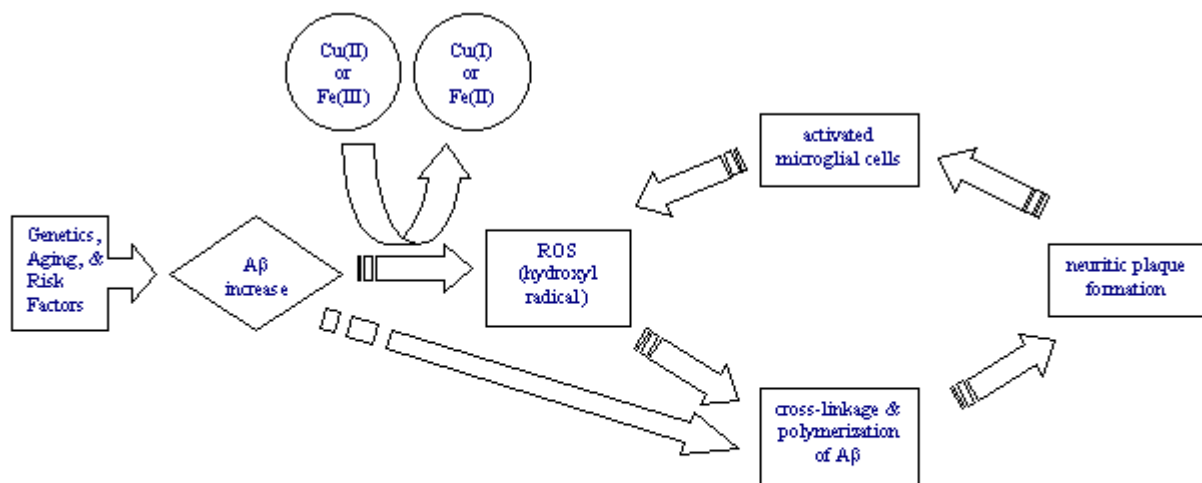 Cu(II)
or
Fe(III)
Cu(I)
or
Fe(II)
activated
microglial cells
Genetics,
Aging, &
Risk
Factors
Aβ
increase
ROS
(hydroxyl
radical)
neuritic plaque
formation
cross-linkage &
polymerization
of Aβ